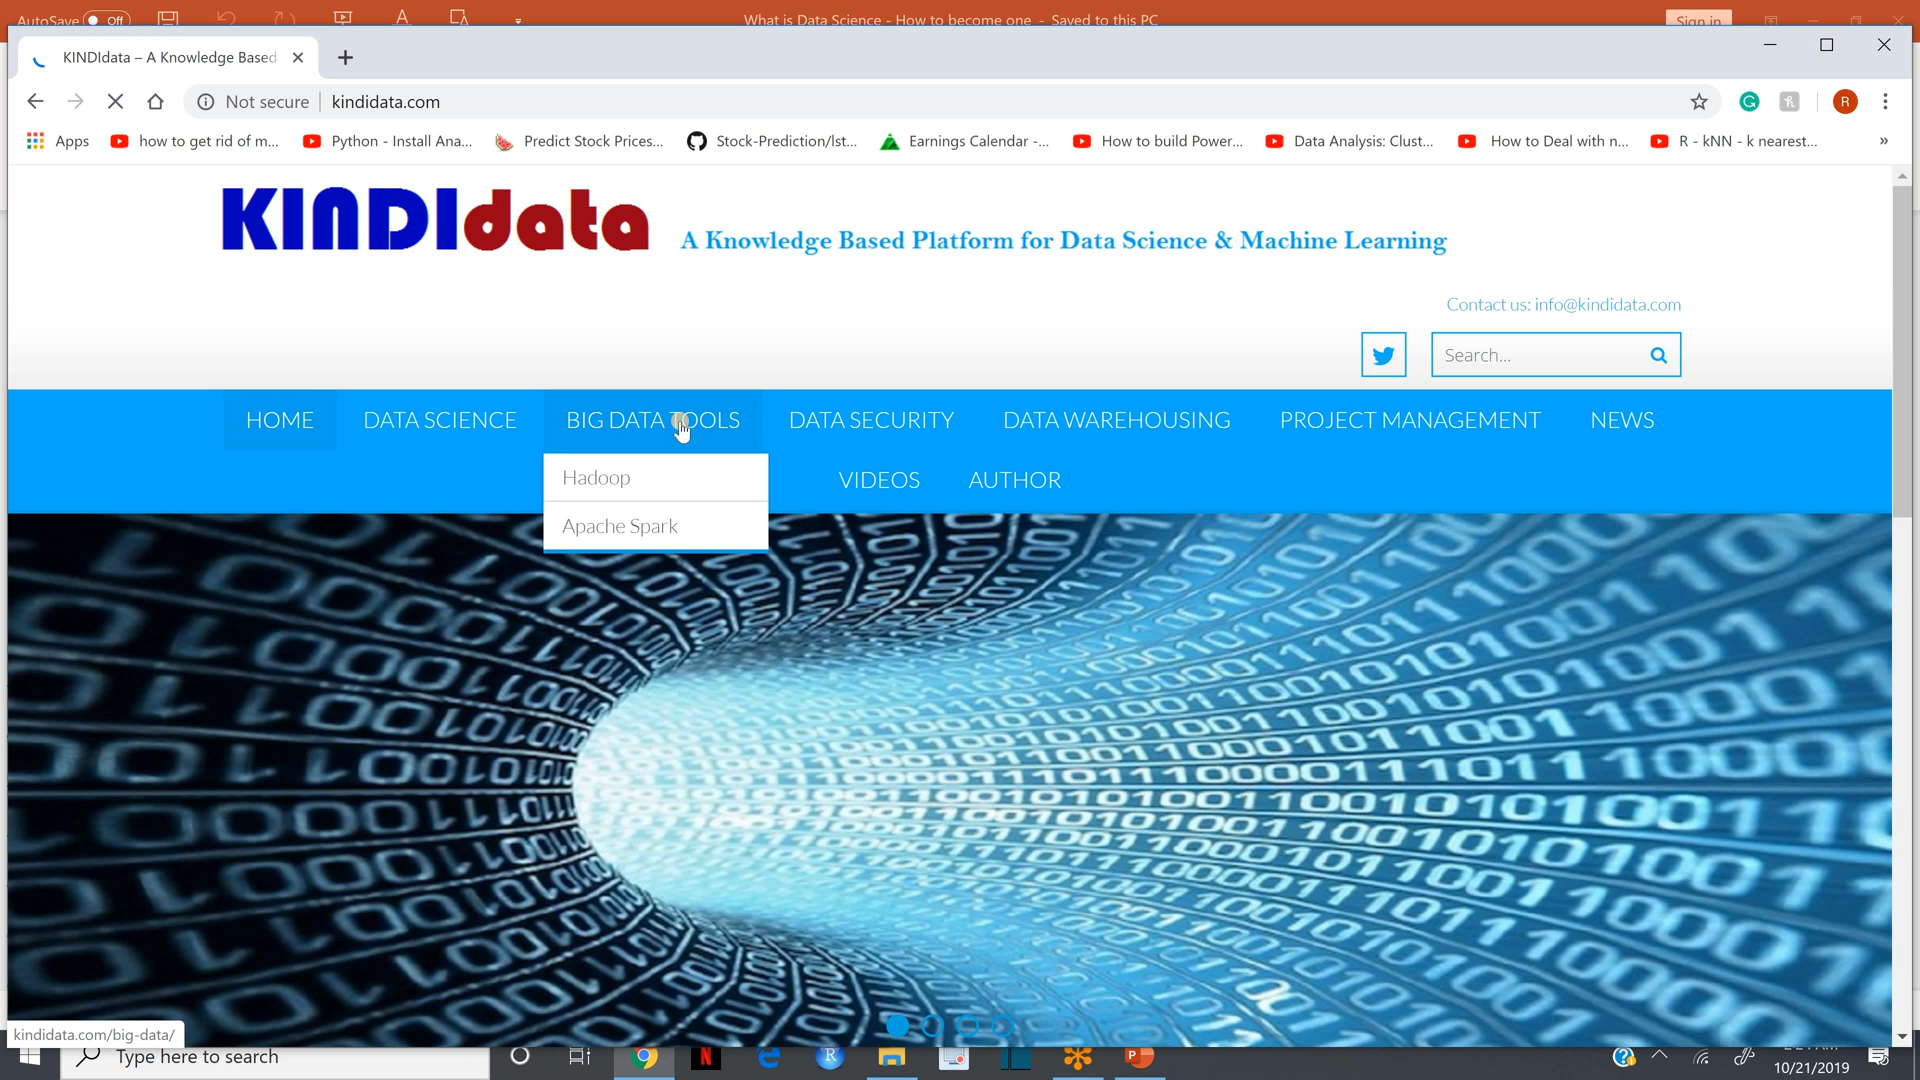 AutoSave Off What is Data Science - How to become one - Saved to this PC Sign in
KINDIdata – A Knowledge Based
Not secure kindidata.com R
Apps how to get rid of m... Python - Install Ana... Predict Stock Prices... Stock-Prediction/lst... Earnings Calendar -... How to build Power... Data Analysis: Clust... How to Deal with n... R - kNN - k nearest... »
KINDIdata A Knowledge Based Platform for Data Science & Machine Learning
Contact us: info@kindidata.com
Search...
HOME DATA SCIENCE BIG DATA TOOLS DATA SECURITY DATA WAREHOUSING PROJECT MANAGEMENT NEWS
Hadoop
VIDEOS AUTHOR
Apache Spark
kindidata.com/big-data/
Type here to search
10/21/2019